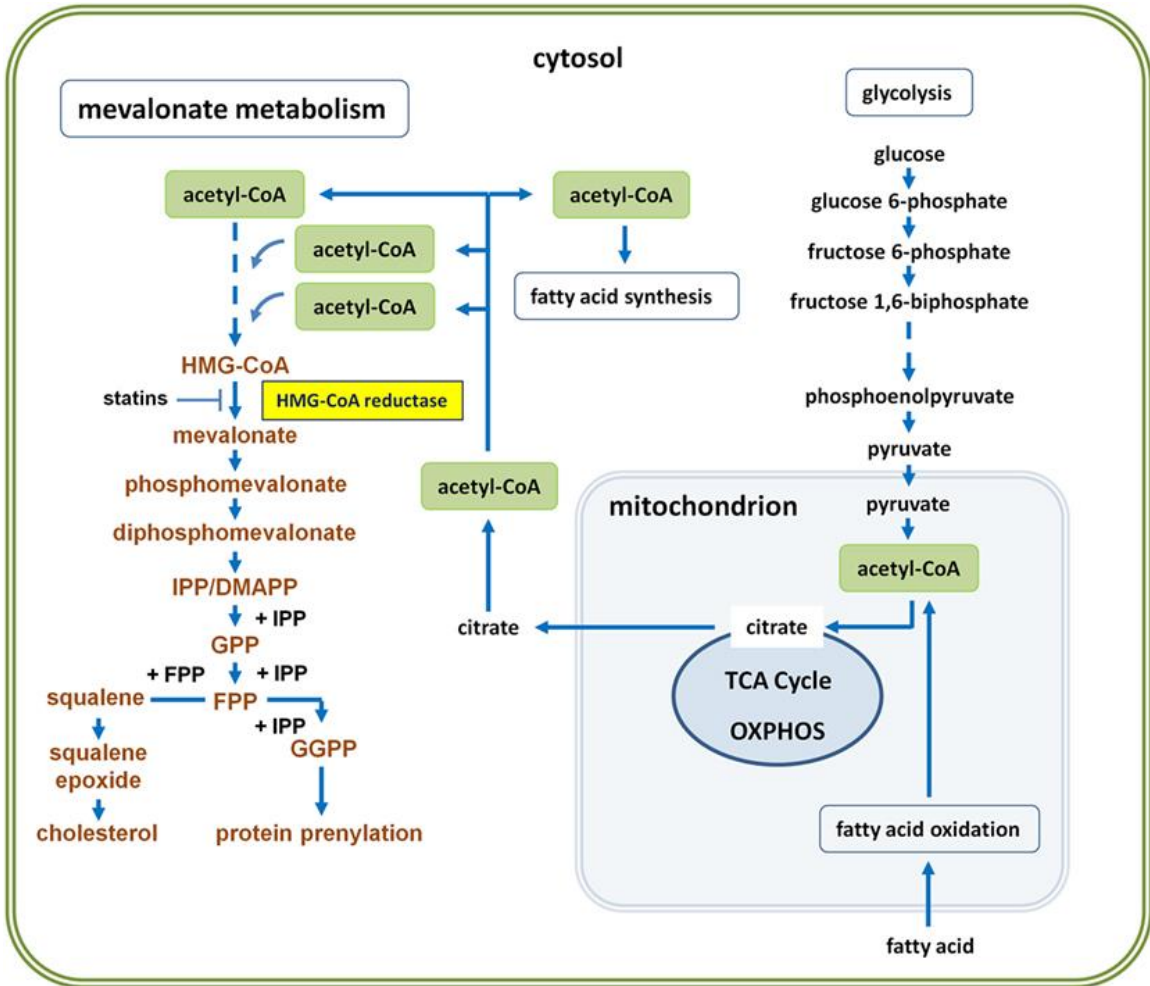 cytosol
mevalonate metabolism
glycolysis
acetyl-CoA
acetyl-CoA
acetyl-CoA
acetyl-CoA
fatty acid synthesis
HMG-CoA
statins
HMG-CoA reductase
mevalonate
phosphomevalonate
diphosphomevalonate
IPP/DMAPP
+ IPP
GPP
+ FPP
+ IPP
squalene
FPP
+ IPP
squalene
epoxide
GGPP
cholesterol
protein prenylation
acetyl-CoA
citrate
glucose
glucose 6-phosphate
fructose 6-phosphate
fructose 1,6-biphosphate
phosphoenolpyruvate
pyruvate
mitochondrion
pyruvate
acetyl-CoA
citrate
TCA Cycle
OXPHOS
fatty acid oxidation
fatty acid